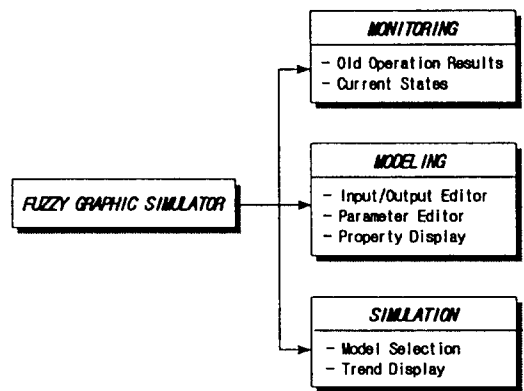 MONITORING
- Old Operation Results
- Current States
FUZZY GRAPHIC SIMULATOR
MODELING
- Input/Output Editor
- Parameter Editor
- Property Display
SIMULATION
- Model Selection
- Trend Display